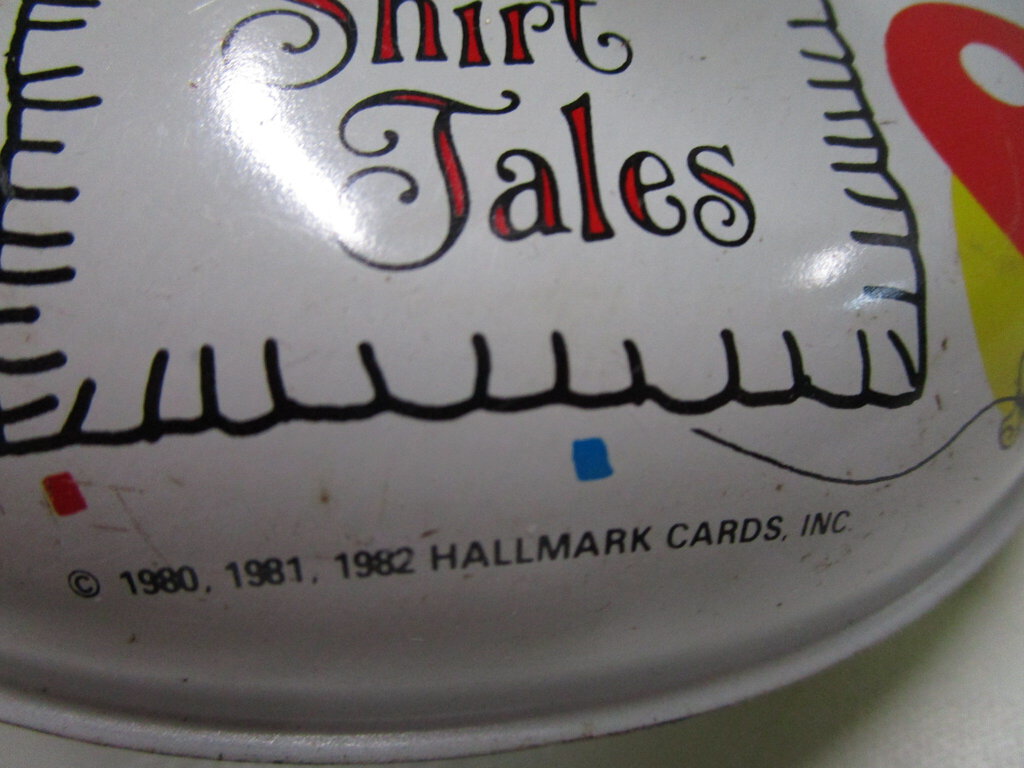 Shirt
Tales
© 1980, 1981, 1982 HALLMARK CARDS, INC.